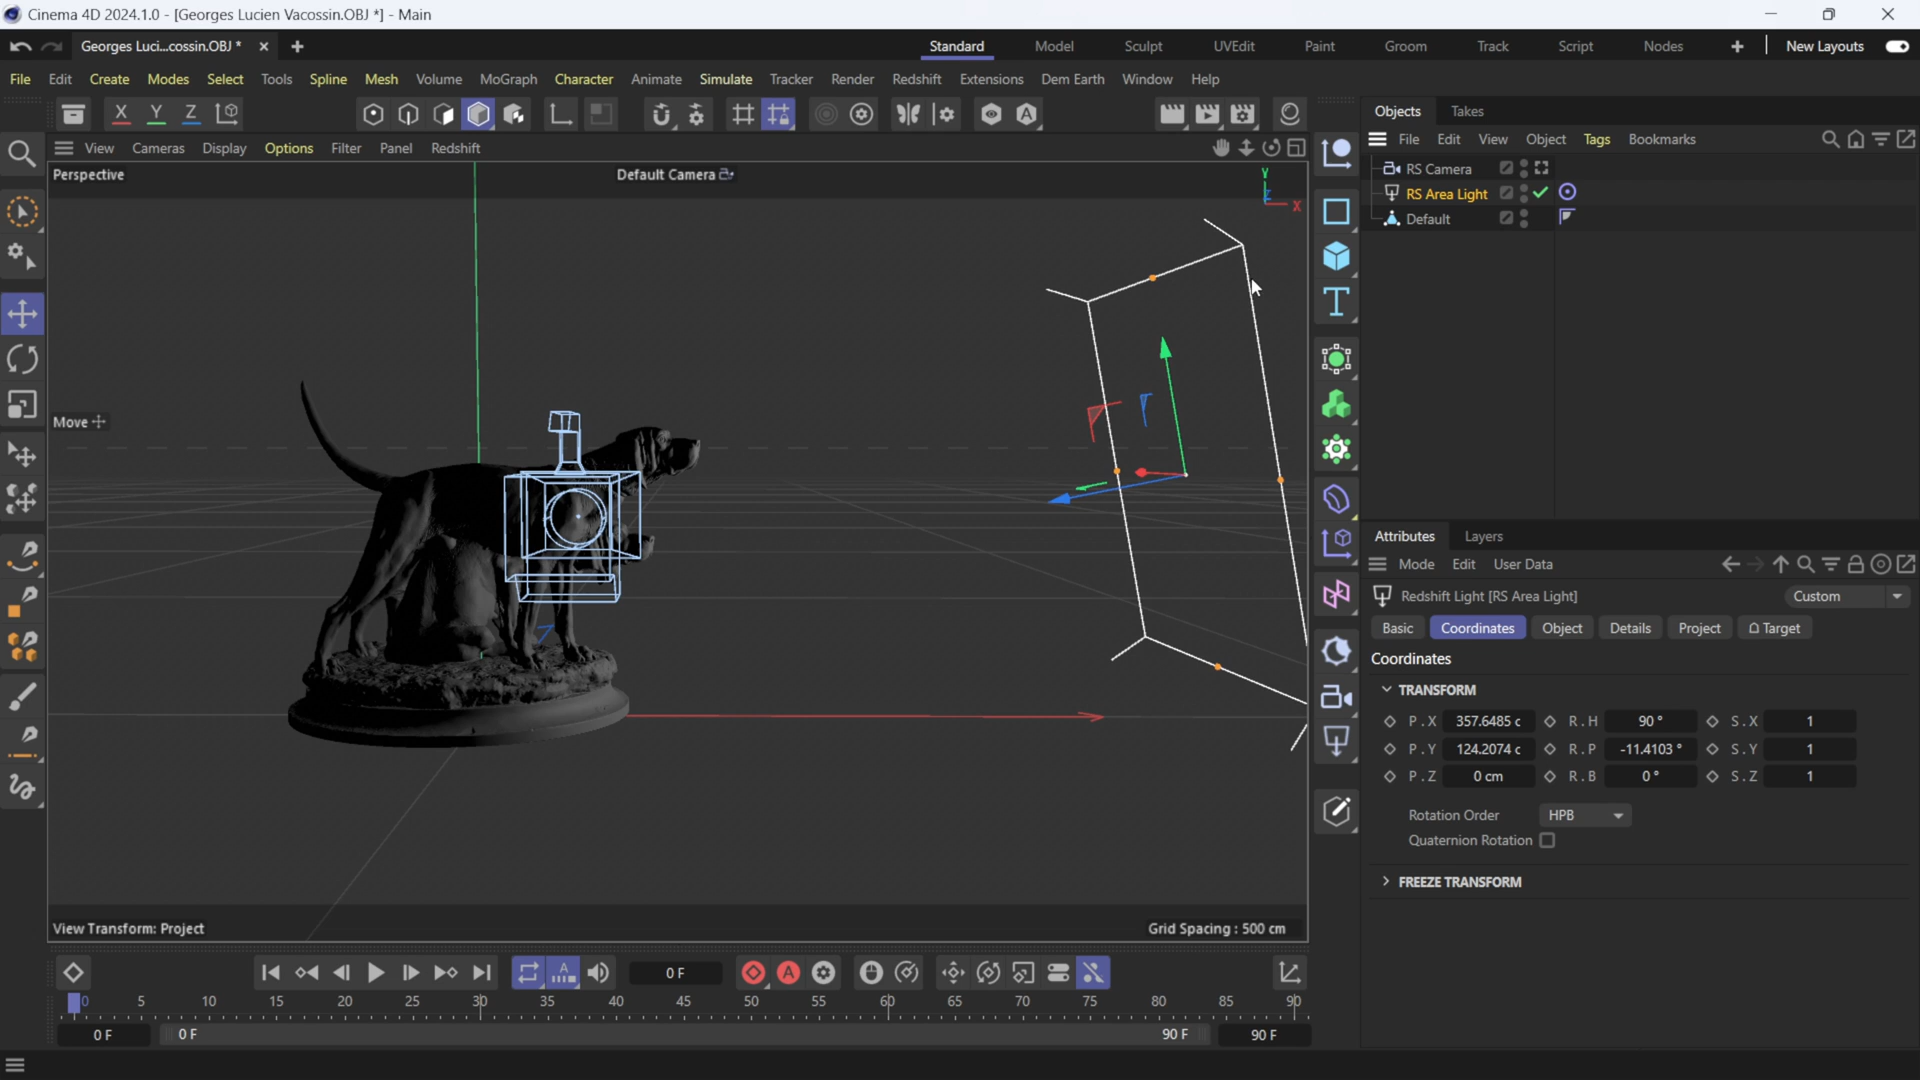 Cinema 4D 2024.1.0 - [Georges Lucien Vacossin.OBJ *] - Main
Georges Luci...cossin.OBJ *
Standard Model Sculpt UVEdit Paint Groom Track Script Nodes New Layouts
File Edit Create Modes Select Tools Spline Mesh Volume MoGraph Character Animate Simulate Tracker Render Redshift Extensions Dem Earth Window Help
X Y Z
Objects Takes
File Edit View Object Tags Bookmarks
View Cameras Display Options Filter Panel Redshift
Perspective
Default Camera
Y
Z
X
RS Camera
RS Area Light
Default
Move
Attributes Layers
Mode Edit User Data
Redshift Light [RS Area Light]
Custom
Basic Coordinates Object Details Project Target
Coordinates
TRANSFORM
P.X 357.6485 c R.H 90 ° S.X 1
P.Y 124.2074 c R.P -11.4103 ° S.Y 1
P.Z 0 cm R.B 0 ° S.Z 1
Rotation Order HPB
Quaternion Rotation
FREEZE TRANSFORM
View Transform: Project
Grid Spacing : 500 cm
0 F
0 5 10 15 20 25 30 35 40 45 50 55 60 65 70 75 80 85 90
0 F 0 F 90 F 90 F